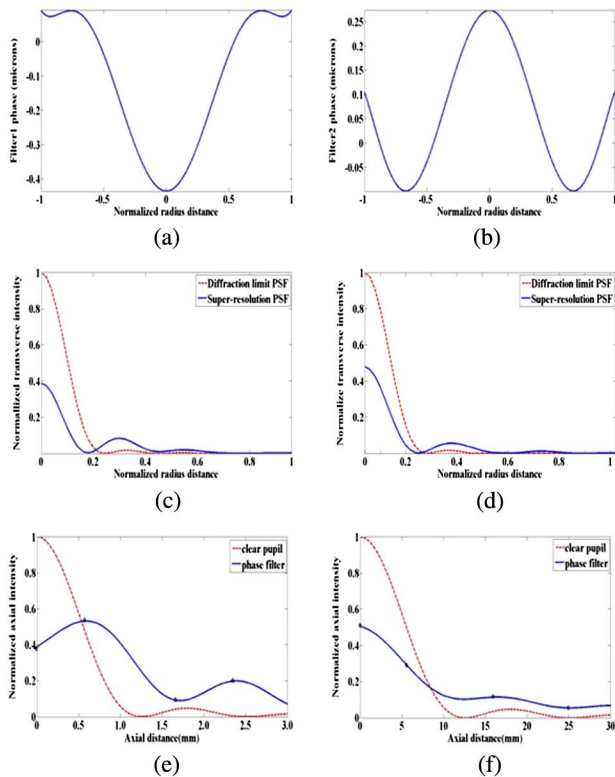 Filter1 phase (microns)
0
-0.1
-0.2
-0.3
-0.4
-1 -0.5 0 0.5 1
Normalized radius distance
(a)
Filter2 phase (microns)
0.25
0.2
0.15
0.1
0.05
0
-0.05
-1 -0.5 0 0.5 1
Normalized radius distance
(b)
Normalized transverse intensity
1
0.8
0.6
0.4
0.2
0 0.2 0.4 0.6 0.8 1
Diffraction limit PSF
Super-resolution PSF
Normalized radius distance
(c)
Normalize transverse intensity
1
0.8
0.6
0.4
0.2
0 0.2 0.4 0.6 0.8 1
Diffraction limit PSF
Super-resolution PSF
Normalized radius distance
(d)
Normalized axial intensity
1
0.8
0.6
0.4
0.2
0
0 0.5 1.0 1.5 2.0 2.5 3.0
clear pupil
phase filter
Axial distance(mm)
(e)
Normalized axial intensity
1
0.8
0.6
0.4
0.2
0
0 5 10 15 20 25 30
clear pupil
phase filter
Axial distance(mm)
(f)